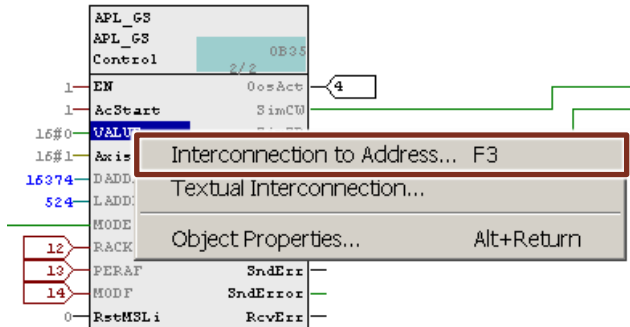 APL_GS
APL_GS
Control
OB35
2/2
1 EN OosAct 4
1 AcStart SimCW
16#0 VALU
16#1 Axis Interconnection to Address... F3
16374 DADD
524 LADD Textual Interconnection...
MODE
12 RACK Object Properties... Alt+Return
13 PERAF SndErr
14 MODF SndError
0 RstMSLi RcvErr